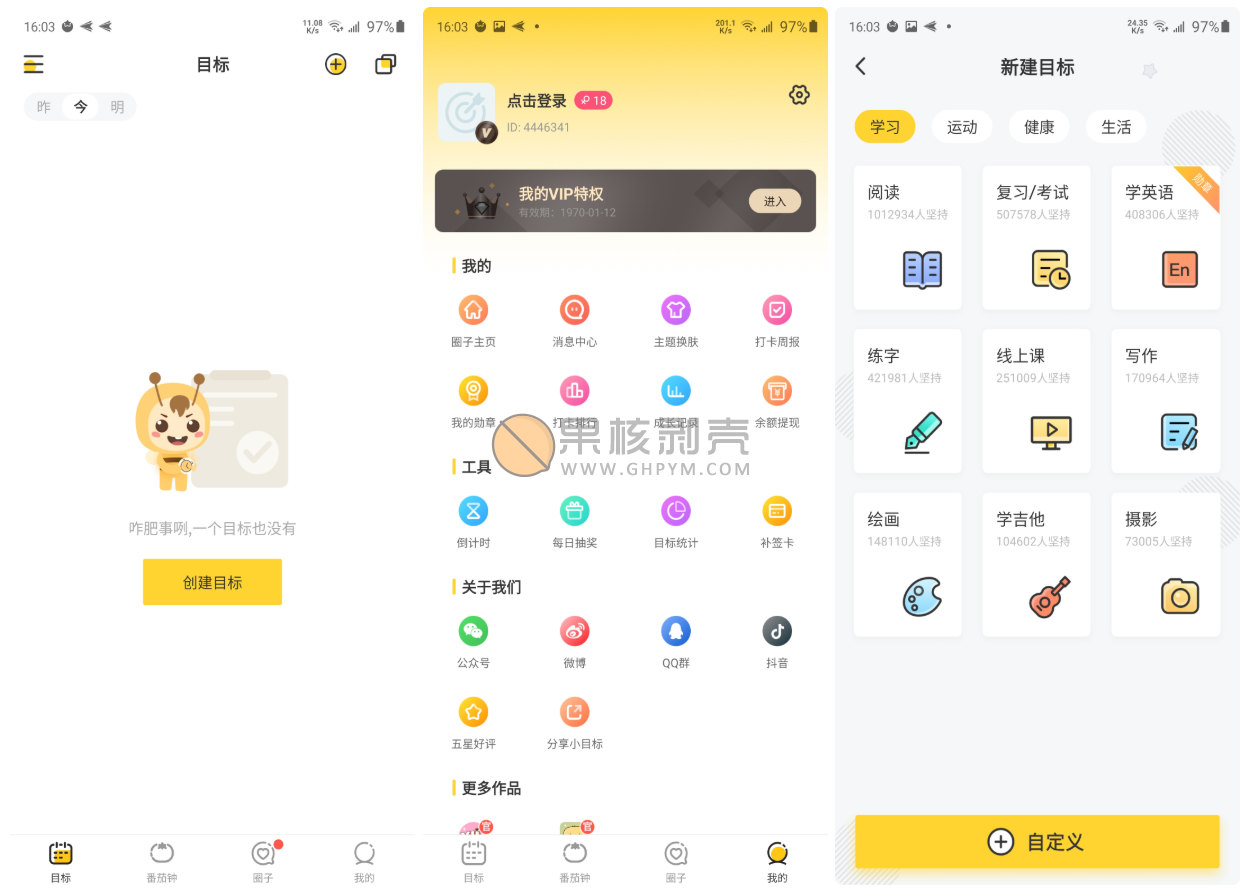 16:03
11.08
K/s
97%
目标
昨 今 明
咋肥事咧,一个目标也没有
创建目标
目标 番茄钟 圈子 我的
16:03
201.1
K/s
97%
点击登录 18
ID: 4446341
V
我的VIP特权
有效期：1970-01-12
进入
我的
圈子主页 消息中心 主题换肤 打卡周报
我的勋章 打卡排行 成长记录 余额提现
果核剥壳
WWW.GHPYM.COM
工具
倒计时 每日抽奖 目标统计 补签卡
关于我们
公众号 微博 QQ群 抖音
五星好评 分享小目标
更多作品
官 官
目标 番茄钟 圈子 我的
16:03
24.35
K/s
97%
新建目标
学习 运动 健康 生活
阅读
1012934人坚持
复习/考试
507578人坚持
学英语
408306人坚持
勋章
En
练字
421981人坚持
线上课
251009人坚持
写作
170964人坚持
绘画
148110人坚持
学吉他
104602人坚持
摄影
73005人坚持
自定义